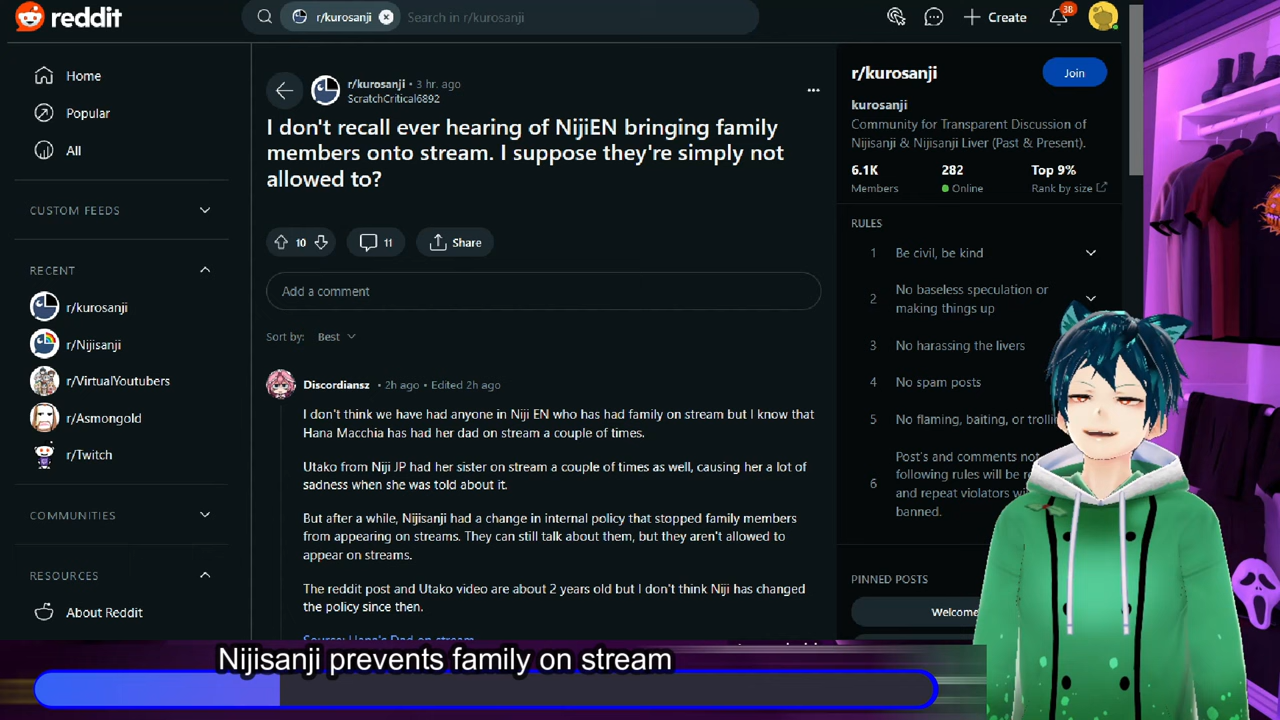 reddit
r/kurosanji
Search in r/kurosanji
Create
38
Home
Popular
All
CUSTOM FEEDS
RECENT
r/kurosanji
r/Nijisanji
r/VirtualYoutubers
r/Asmongold
r/Twitch
COMMUNITIES
RESOURCES
About Reddit
r/kurosanji • 3 hr. ago
ScratchCritical6892
I don't recall ever hearing of NijiEN bringing family
members onto stream. I suppose they're simply not
allowed to?
10
11
Share
Add a comment
Sort by: Best
Discordiansz • 2h ago • Edited 2h ago
I don't think we have had anyone in Niji EN who has had family on stream but I know that
Hana Macchia has had her dad on stream a couple of times.
Utako from Niji JP had her sister on stream a couple of times as well, causing her a lot of
sadness when she was told about it.
But after a while, Nijisanji had a change in internal policy that stopped family members
from appearing on streams. They can still talk about them, but they aren't allowed to
appear on streams.
The reddit post and Utako video are about 2 years old but I don't think Niji has changed
the policy since then.
Source: Hana's Dad on stream
r/kurosanji
Join
kurosanji
Community for Transparent Discussion of
Nijisanji & Nijisanji Liver (Past & Present).
6.1K
282
Top 9%
Members
Online
Rank by size
RULES
1 Be civil, be kind
2 No baseless speculation or
making things up
3 No harassing the livers
4 No spam posts
5 No flaming, baiting, or trolli
6 Post's and comments not
following rules will be re
and repeat violators wi
banned.
PINNED POSTS
Welcome
Nijisanji prevents family on stream